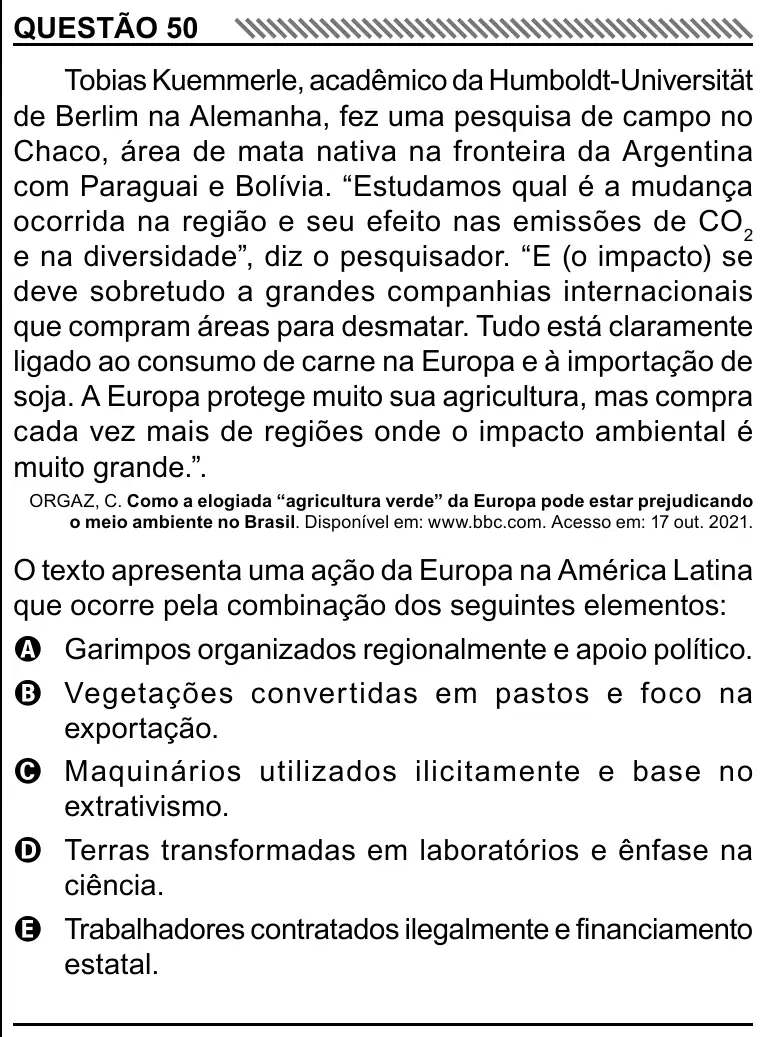 QUESTÃO 50
Tobias Kuemmerle, acadêmico da Humboldt-Universität
de Berlim na Alemanha, fez uma pesquisa de campo no
Chaco, área de mata nativa na fronteira da Argentina
com Paraguai e Bolívia. “Estudamos qual é a mudança
ocorrida na região e seu efeito nas emissões de CO2
e na diversidade”, diz o pesquisador. “E (o impacto) se
deve sobretudo a grandes companhias internacionais
que compram áreas para desmatar. Tudo está claramente
ligado ao consumo de carne na Europa e à importação de
soja. A Europa protege muito sua agricultura, mas compra
cada vez mais de regiões onde o impacto ambiental é
muito grande.”.
ORGAZ, C. Como a elogiada “agricultura verde” da Europa pode estar prejudicando
o meio ambiente no Brasil. Disponível em: www.bbc.com. Acesso em: 17 out. 2021.
O texto apresenta uma ação da Europa na América Latina
que ocorre pela combinação dos seguintes elementos:
A Garimpos organizados regionalmente e apoio político.
B Vegetações convertidas em pastos e foco na
exportação.
C Maquinários utilizados ilicitamente e base no
extrativismo.
D Terras transformadas em laboratórios e ênfase na
ciência.
E Trabalhadores contratados ilegalmente e financiamento
estatal.